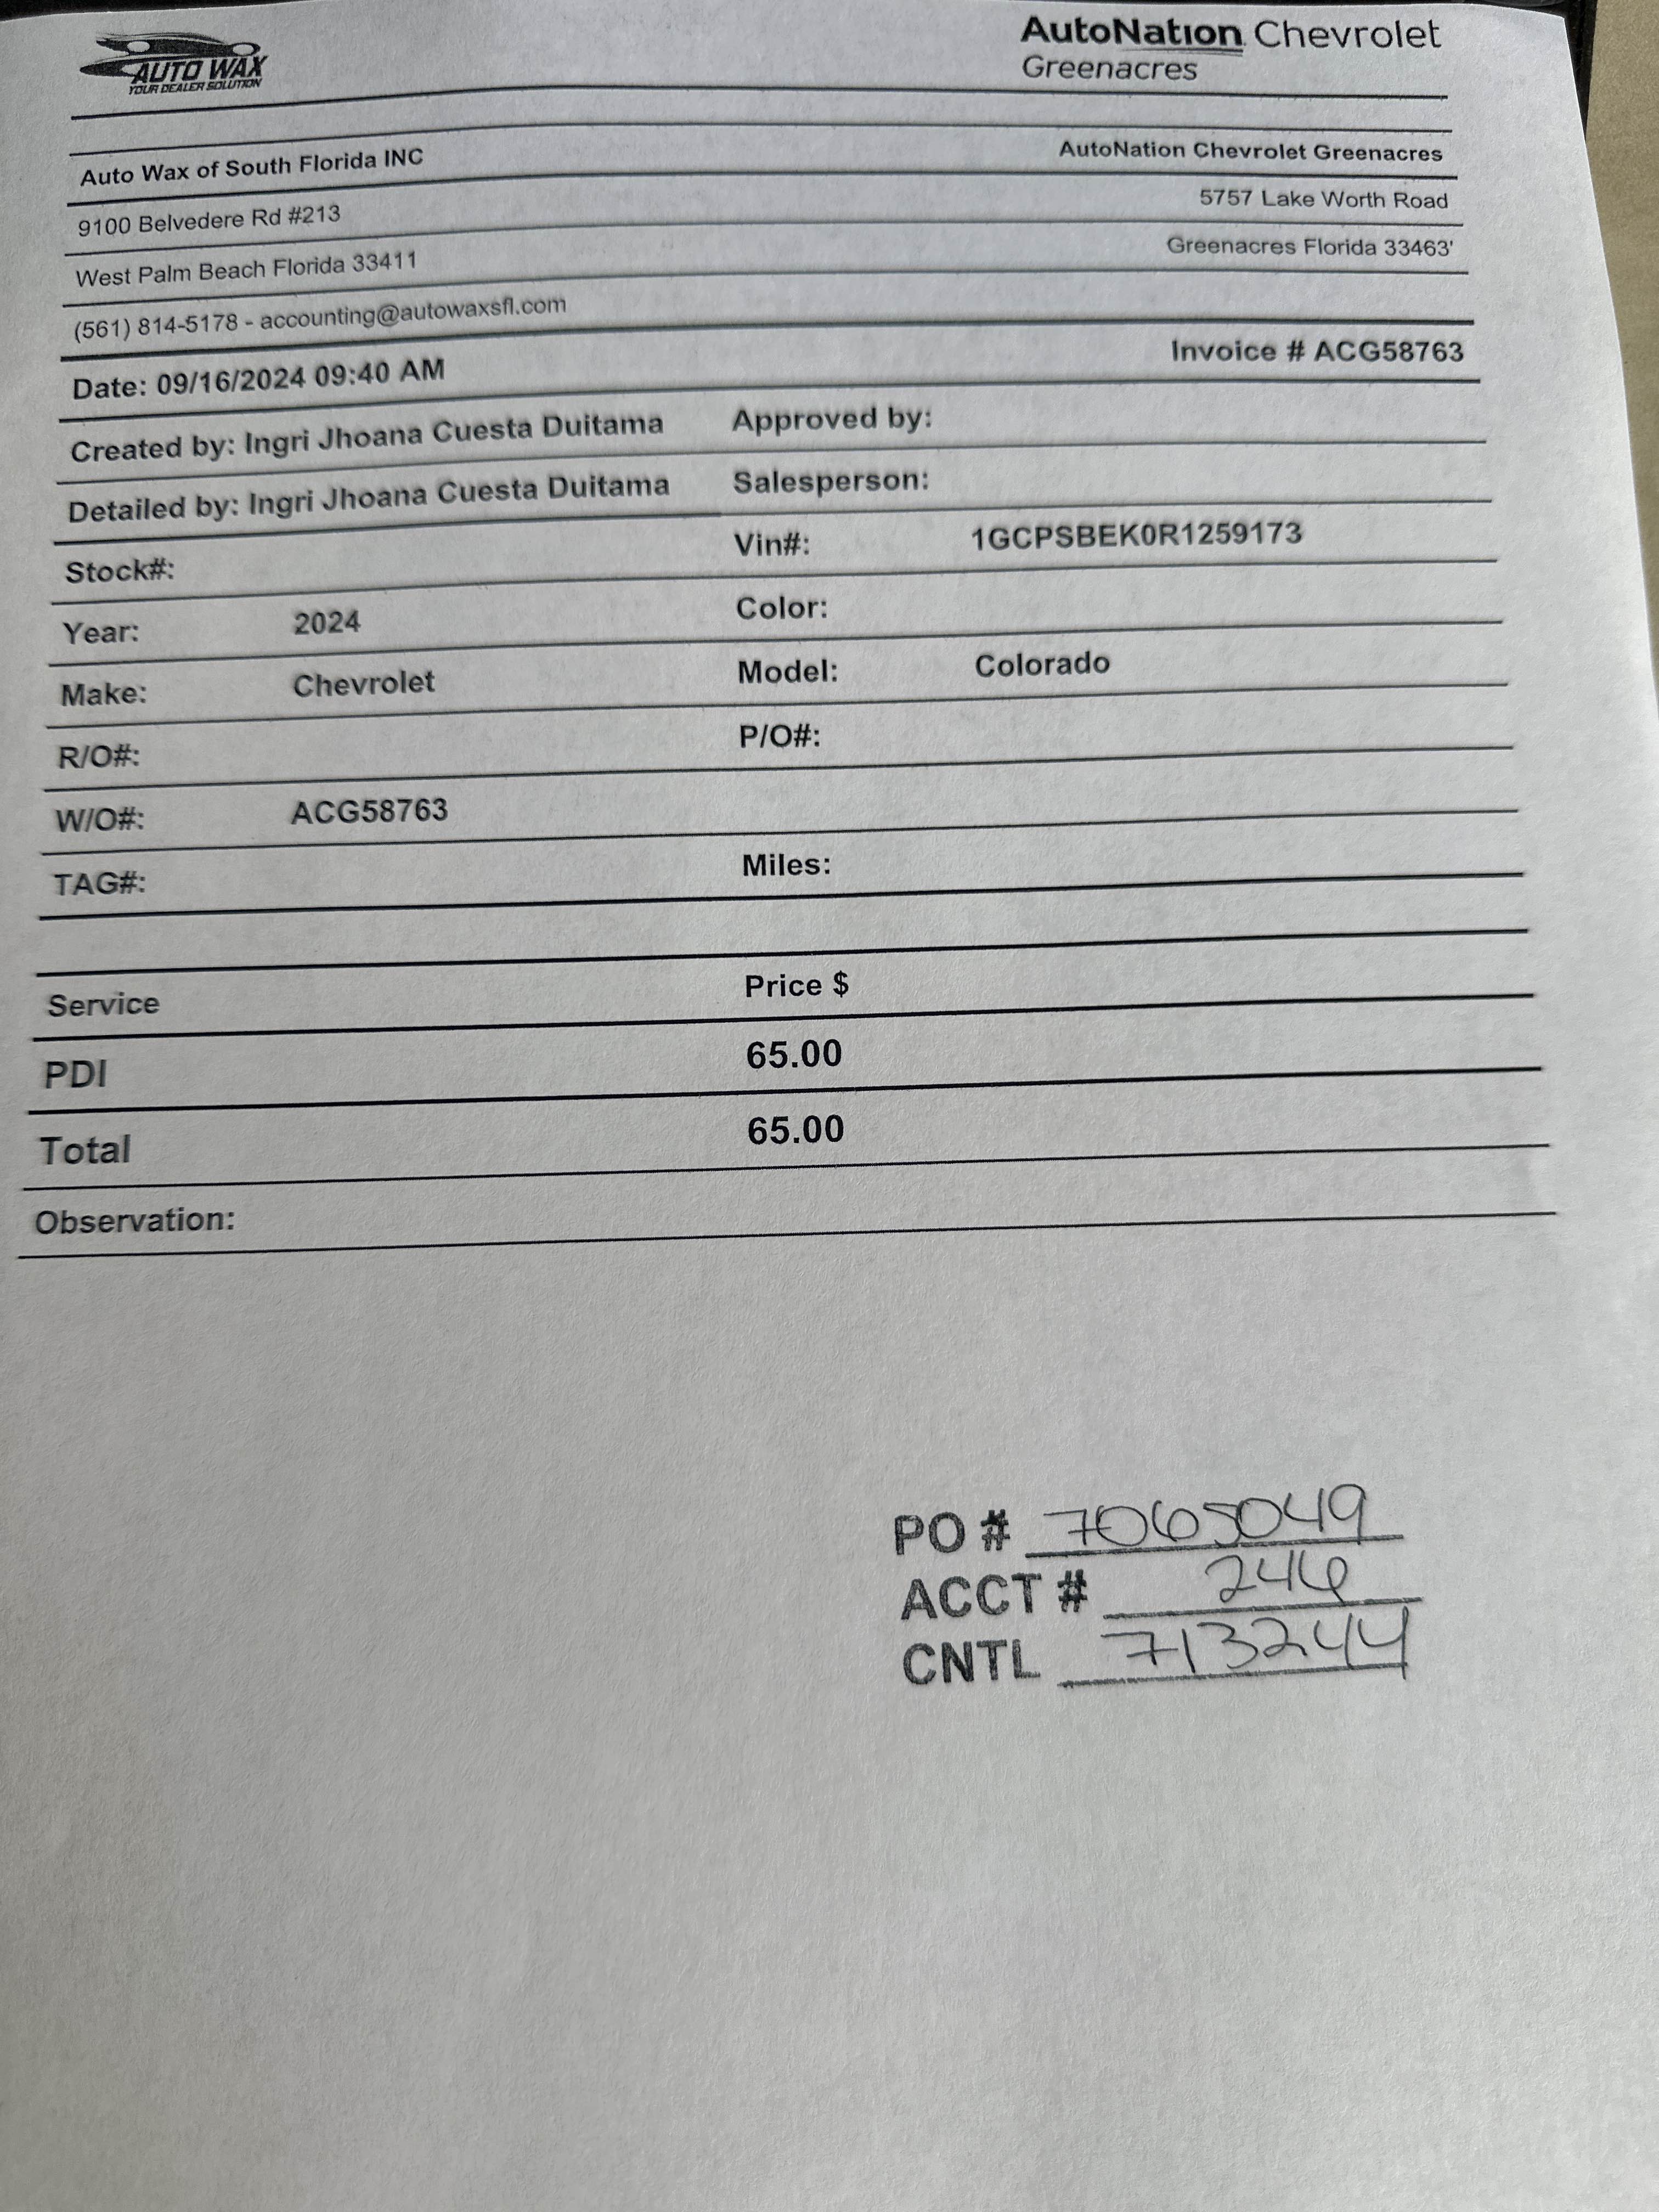 AUTO WAX
YOUR DEALER SOLUTION
AutoNation Chevrolet
Greenacres
Auto Wax of South Florida INC
AutoNation Chevrolet Greenacres
9100 Belvedere Rd #213
5757 Lake Worth Road
West Palm Beach Florida 33411
Greenacres Florida 33463'
(561) 814-5178 - accounting@autowaxsfl.com
Date: 09/16/2024 09:40 AM
Invoice # ACG58763
Created by: Ingri Jhoana Cuesta Duitama Approved by:
Detailed by: Ingri Jhoana Cuesta Duitama Salesperson:
Stock#: Vin#: 1GCPSBEK0R1259173
Year: 2024 Color:
Make: Chevrolet Model: Colorado
R/O#: P/O#:
W/O#: ACG58763
TAG#: Miles:
Service Price $
PDI 65.00
Total 65.00
Observation:
PO # 7065049
ACCT # 246
CNTL 713244